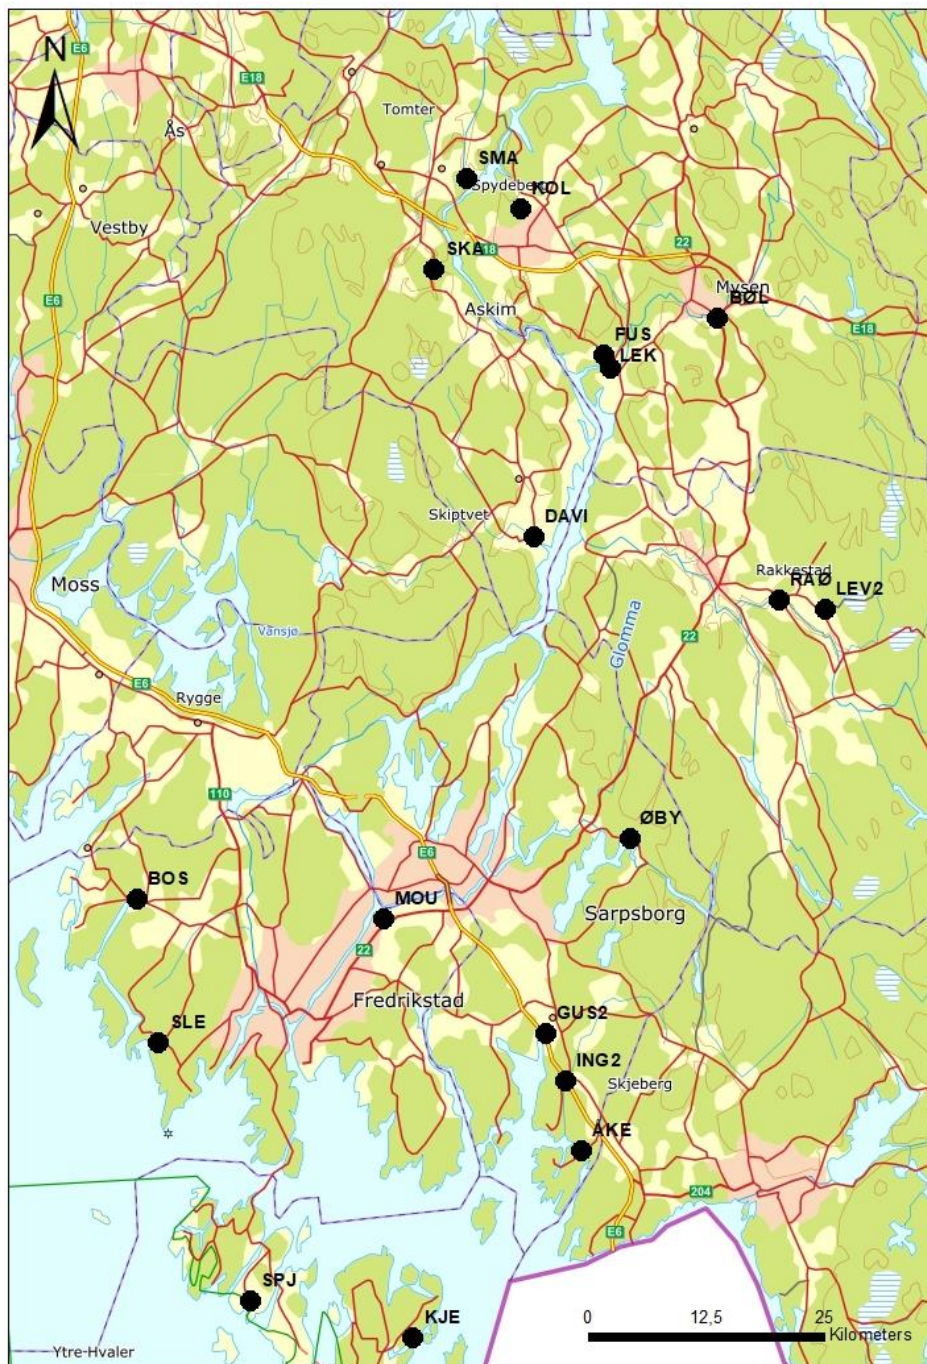 N
E6
E18
Tomter
Ås
SMA
Spydeberg
KOL
Vestby
SKA
18
22
Mysen
BØL
E6
Askim
E18
FUS
LEK
Skiptvet
DAVI
Moss
Rakkestad
RAØ
LEV2
Vansjø
Glomma
22
E6
Rygge
110
ØBY
E6
BOS
MOU
Sarpsborg
22
Fredrikstad
GUS2
SLE
ING2
Skjeberg
ÅKE
204
E6
SPJ
KJE
0 12,5 25
Kilometers
Ytre-Hvaler